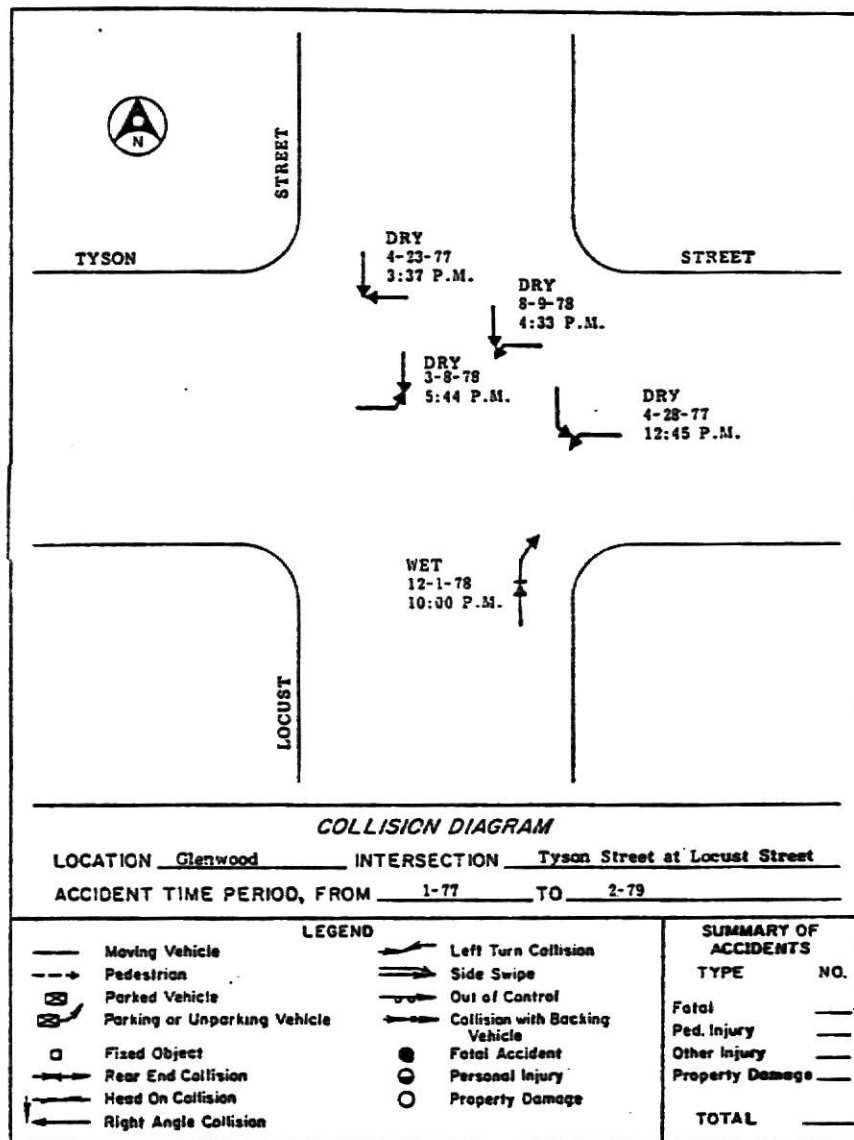 N
STREET
TYSON
STREET
DRY
4-23-77
3:37 P.M.
DRY
8-9-78
4:33 P.M.
DRY
3-8-78
5:44 P.M.
DRY
4-28-77
12:45 P.M.
WET
12-1-78
10:00 P.M.
LOCUST
COLLISION DIAGRAM
LOCATION Glenwood INTERSECTION Tyson Street at Locust Street
ACCIDENT TIME PERIOD, FROM 1-77 TO 2-79
LEGEND
Moving Vehicle
Pedestrian
Parked Vehicle
Parking or Unparking Vehicle
Fixed Object
Rear End Collision
Head On Collision
Right Angle Collision
Left Turn Collision
Side Swipe
Out of Control
Collision with Backing
Vehicle
Fatal Accident
Personal Injury
Property Damage
SUMMARY OF
ACCIDENTS
TYPE NO.
Fatal
Ped. Injury
Other Injury
Property Damage
TOTAL